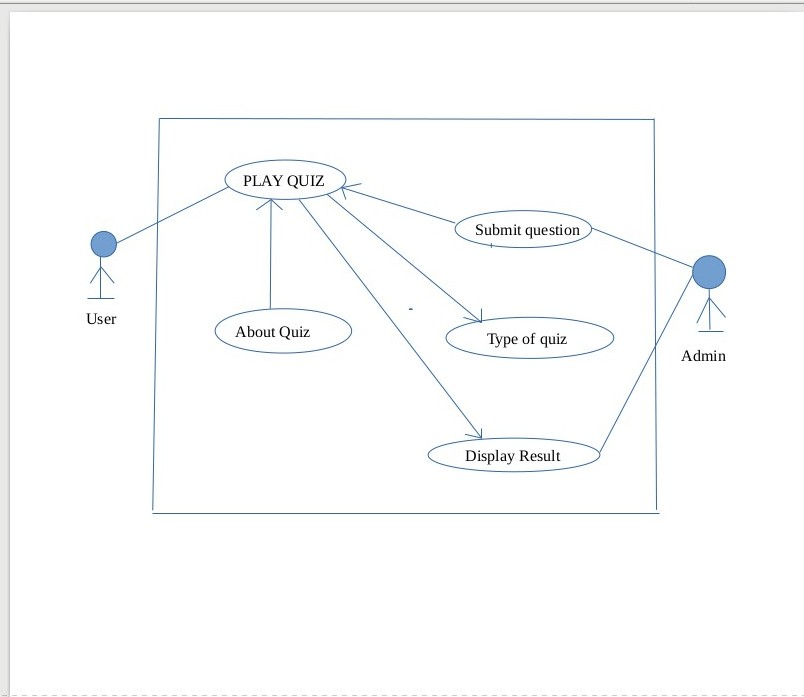 PLAY QUIZ
Submit question
User
About Quiz
Type of quiz
Admin
Display Result